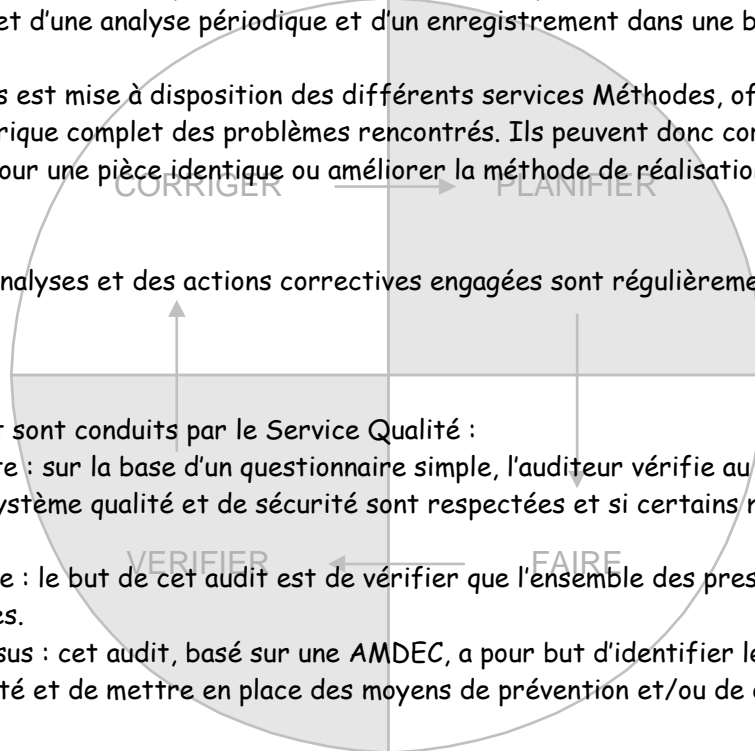 et d'une analyse périodique et d'un enregistrement dans une b
s est mise à disposition des différents services Méthodes, of
rique complet des problèmes rencontrés. Ils peuvent donc con
our une pièce identique ou améliorer la méthode de réalisation
CORRIGER PLANIFIER
nalyses et des actions correctives engagées sont régulièreme
t sont conduits par le Service Qualité :
te : sur la base d'un questionnaire simple, l'auditeur vérifie au
ystème qualité et de sécurité sont respectées et si certains r
VERIFIER FAIRE
e : le but de cet audit est de vérifier que l'ensemble des pres
es.
sus : cet audit, basé sur une AMDEC, a pour but d'identifier le
té et de mettre en place des moyens de prévention et/ou de